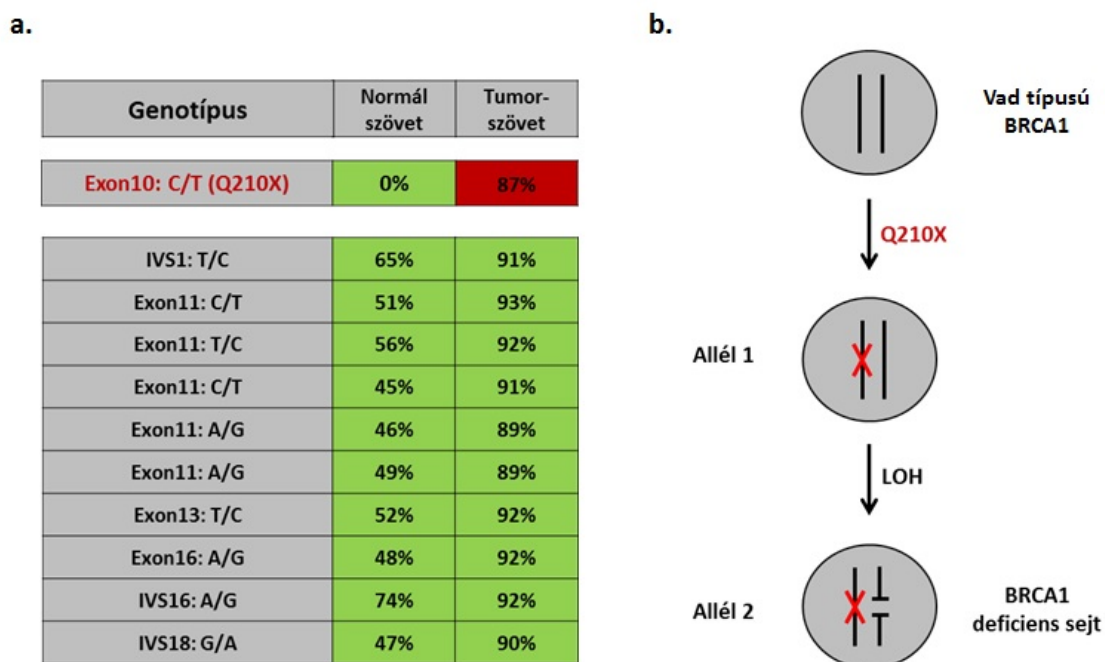 a.
Genotípus
Normál
szövet
Tumor-
szövet
Exon10: C/T (Q210X) 0% 87%
IVS1: T/C 65% 91%
Exon11: C/T 51% 93%
Exon11: T/C 56% 92%
Exon11: C/T 45% 91%
Exon11: A/G 46% 89%
Exon11: A/G 49% 89%
Exon13: T/C 52% 92%
Exon16: A/G 48% 92%
IVS16: A/G 74% 92%
IVS18: G/A 47% 90%
b.
Vad típusú
BRCA1
Q210X
Allél 1
LOH
Allél 2
BRCA1
deficiens sejt